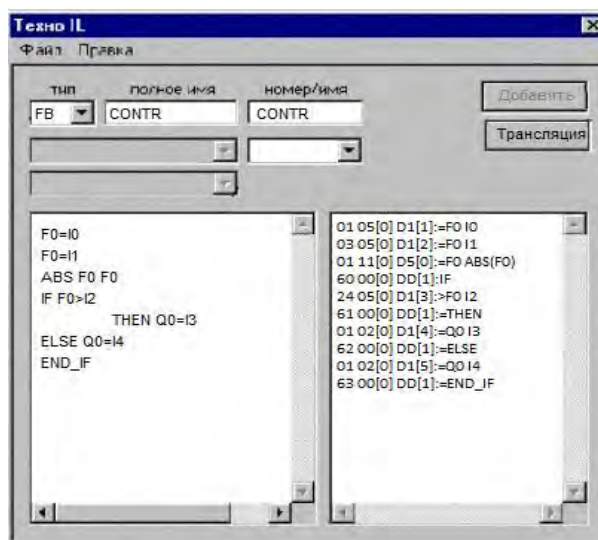 Техно IL
Файл Правка
тип полное имя номер/имя
Добавить
FB CONTR CONTR
Трансляция
F0=I0
F0=I1
ABS F0 F0
IF F0>I2
THEN Q0=I3
ELSE Q0=I4
END_IF
01 05[0] D1[1]:=F0 I0
03 05[0] D1[2]:=F0 I1
01 11[0] D5[0]:=F0 ABS(F0)
60 00[0] DD[1]:IF
24 05[0] D1[3]:>F0 I2
61 00[0] DD[1]:=THEN
01 02[0] D1[4]:=Q0 I3
62 00[0] DD[1]:=ELSE
01 02[0] D1[5]:=Q0 I4
63 00[0] DD[1]:=END_IF